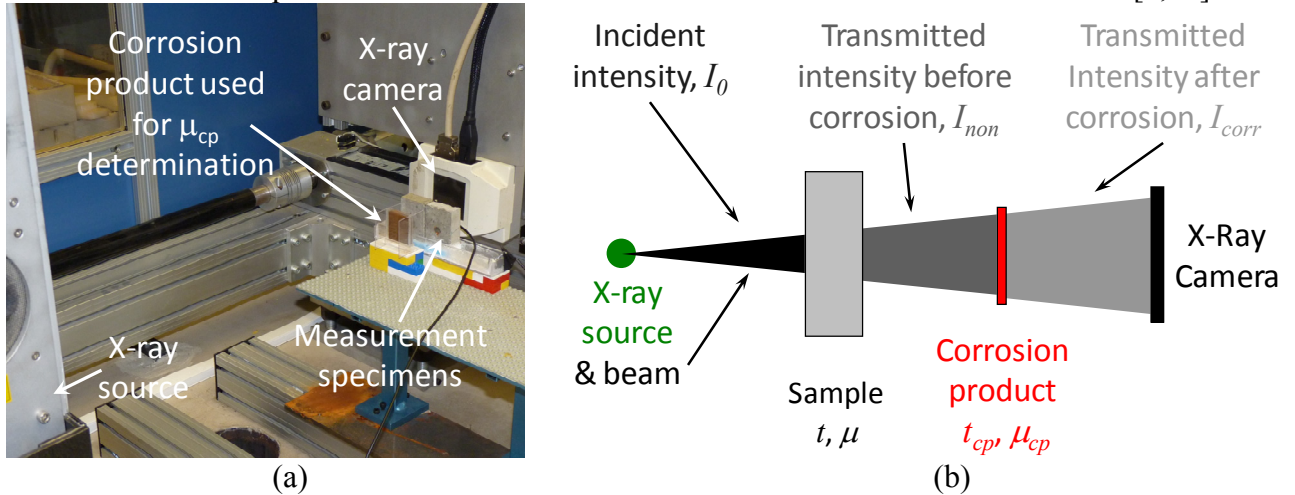 Corrosion
product used
for μcp
determination
X-ray
camera
Measurement
specimens
X-ray
source
(a)
Incident
intensity, I0
Transmitted
intensity before
corrosion, Inon
Transmitted
Intensity after
corrosion, Icorr
X-ray
source
& beam
Sample
t, μ
Corrosion
product
tcp, μcp
X-Ray
Camera
(b)